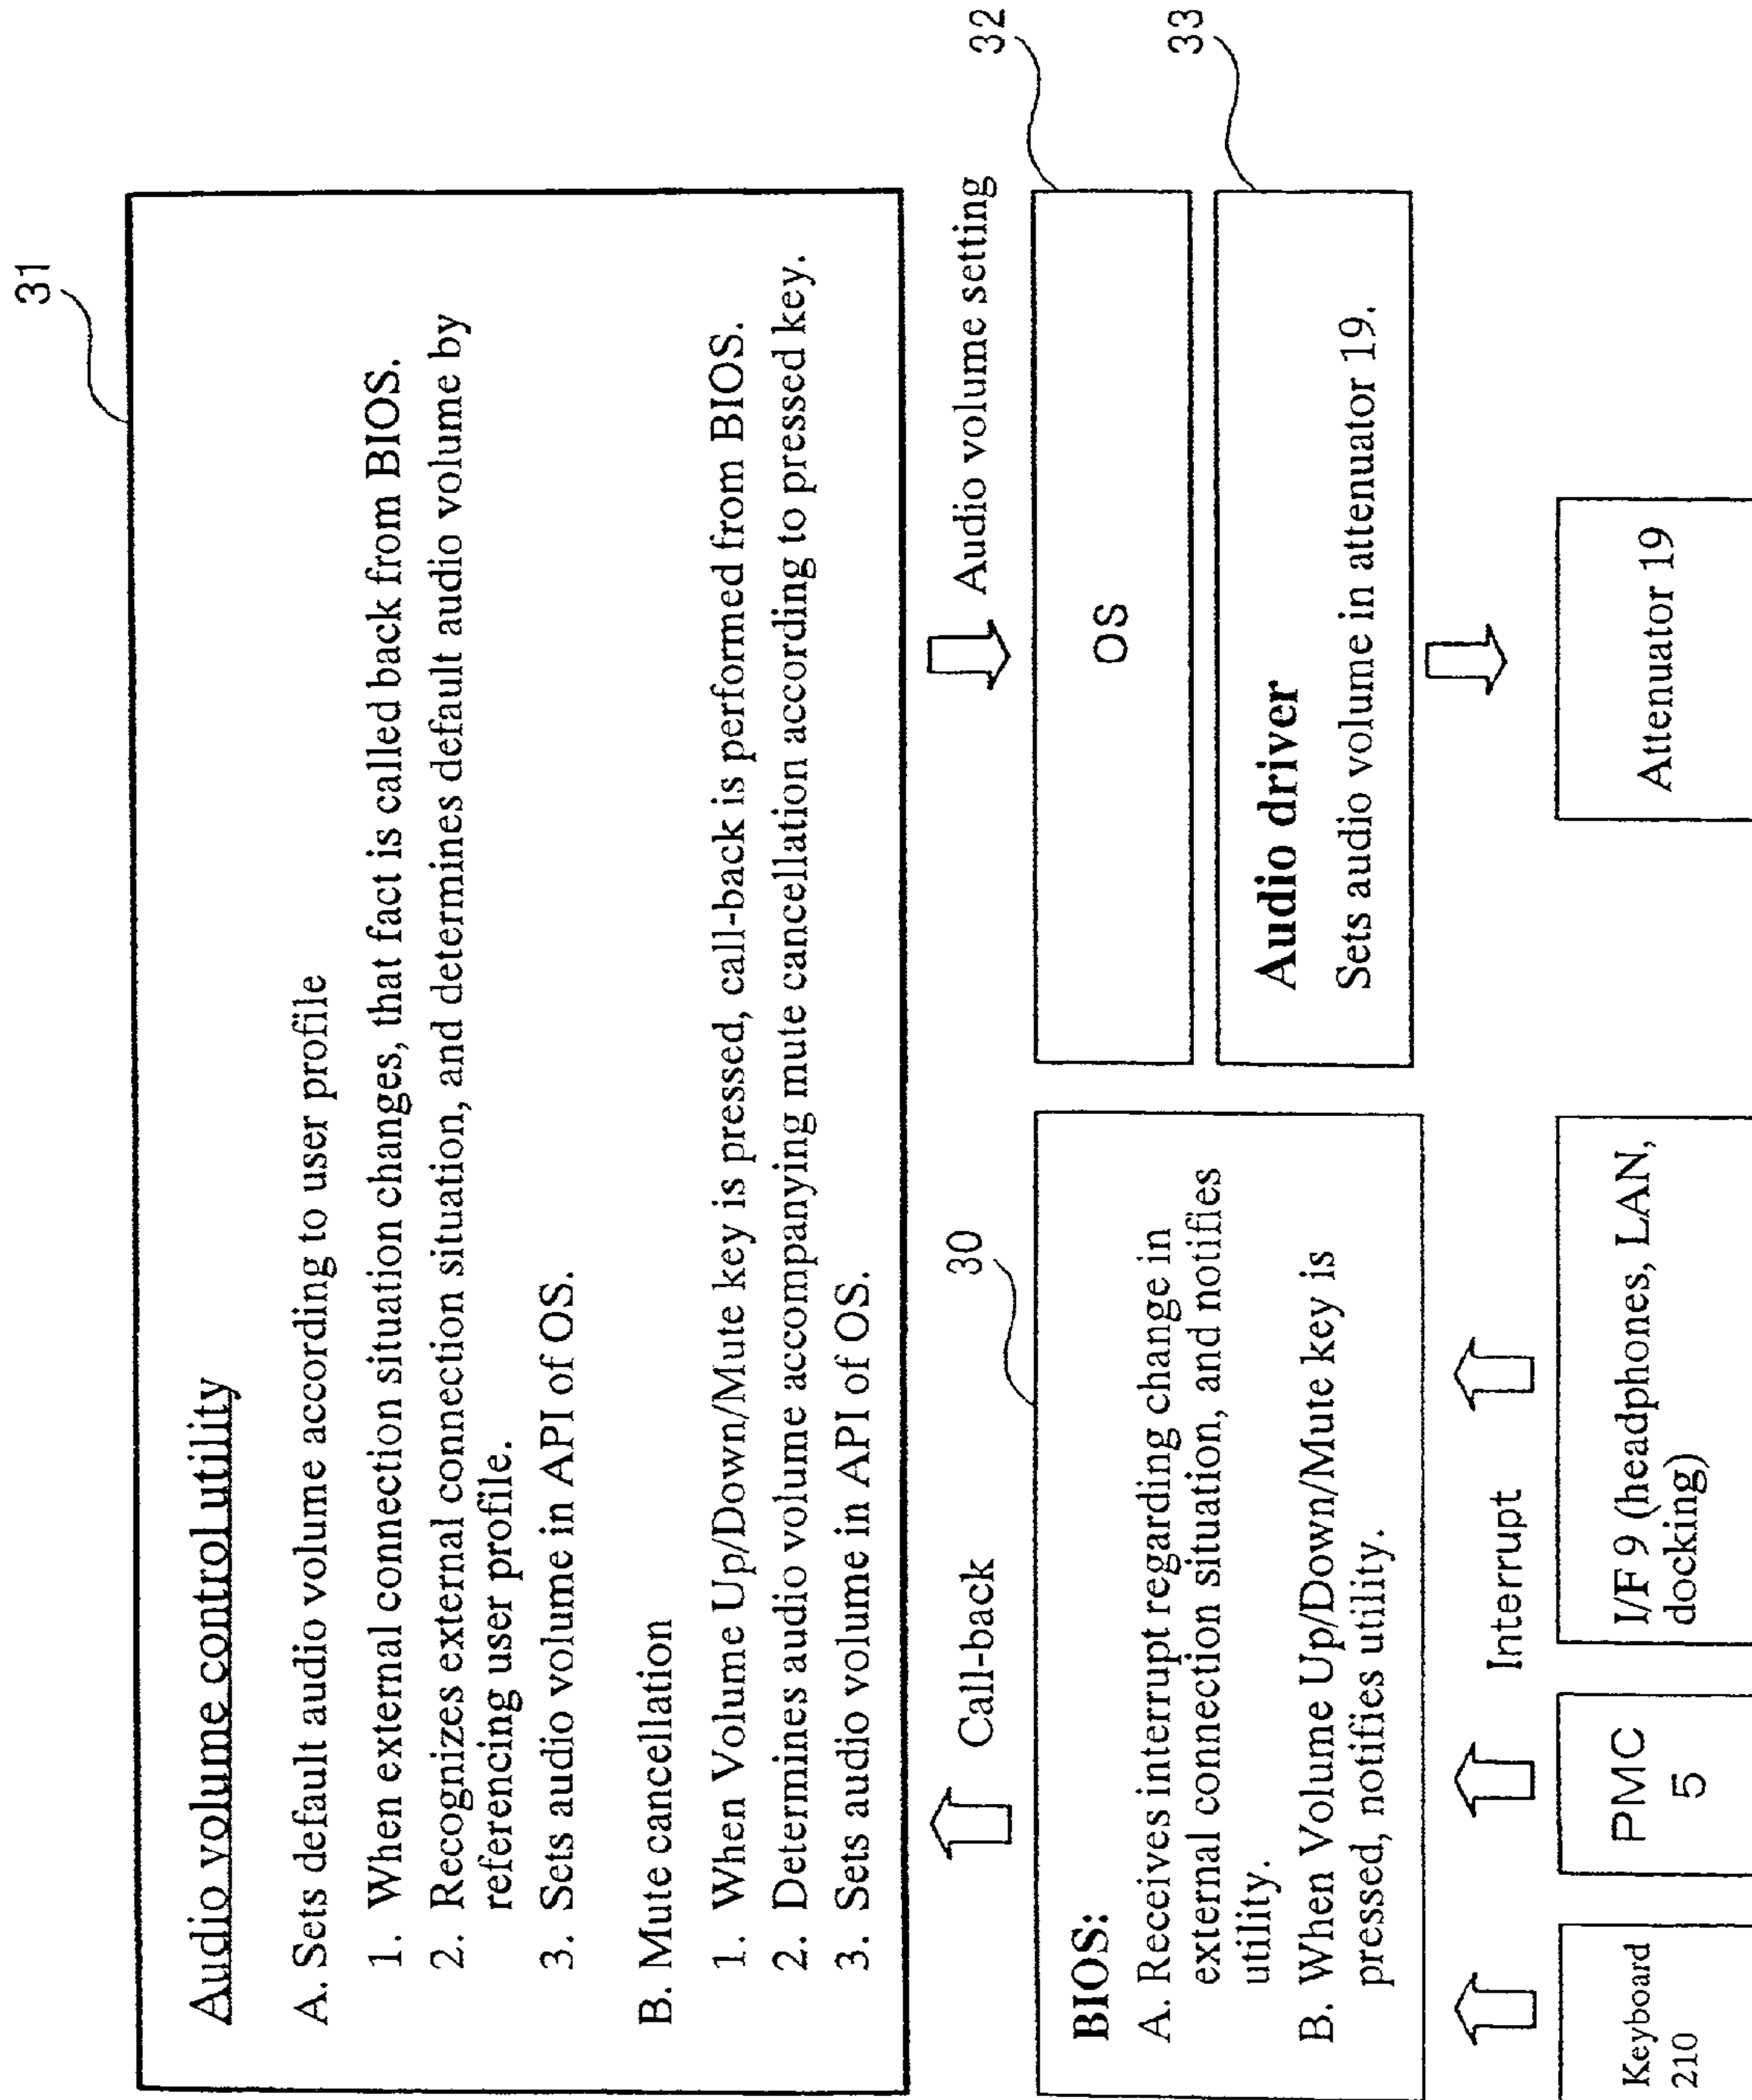 31
Audio volume control utility
A. Sets default audio volume according to user profile
1. When external connection situation changes, that fact is called back from BIOS.
2. Recognizes external connection situation, and determines default audio volume by
referencing user profile.
3. Sets audio volume in API of OS.
B. Mute cancellation
1. When Volume Up/Down/Mute key is pressed, call-back is performed from BIOS.
2. Determines audio volume accompanying mute cancellation according to pressed key.
3. Sets audio volume in API of OS.
Call-back
Audio volume setting
30
BIOS:
A. Receives interrupt regarding change in
external connection situation, and notifies
utility.
B. When Volume Up/Down/Mute key is
pressed, notifies utility.
32
OS
33
Audio driver
Sets audio volume in attenuator 19.
Interrupt
Keyboard
210
PMC
5
I/F 9 (headphones, LAN,
docking)
Attenuator 19